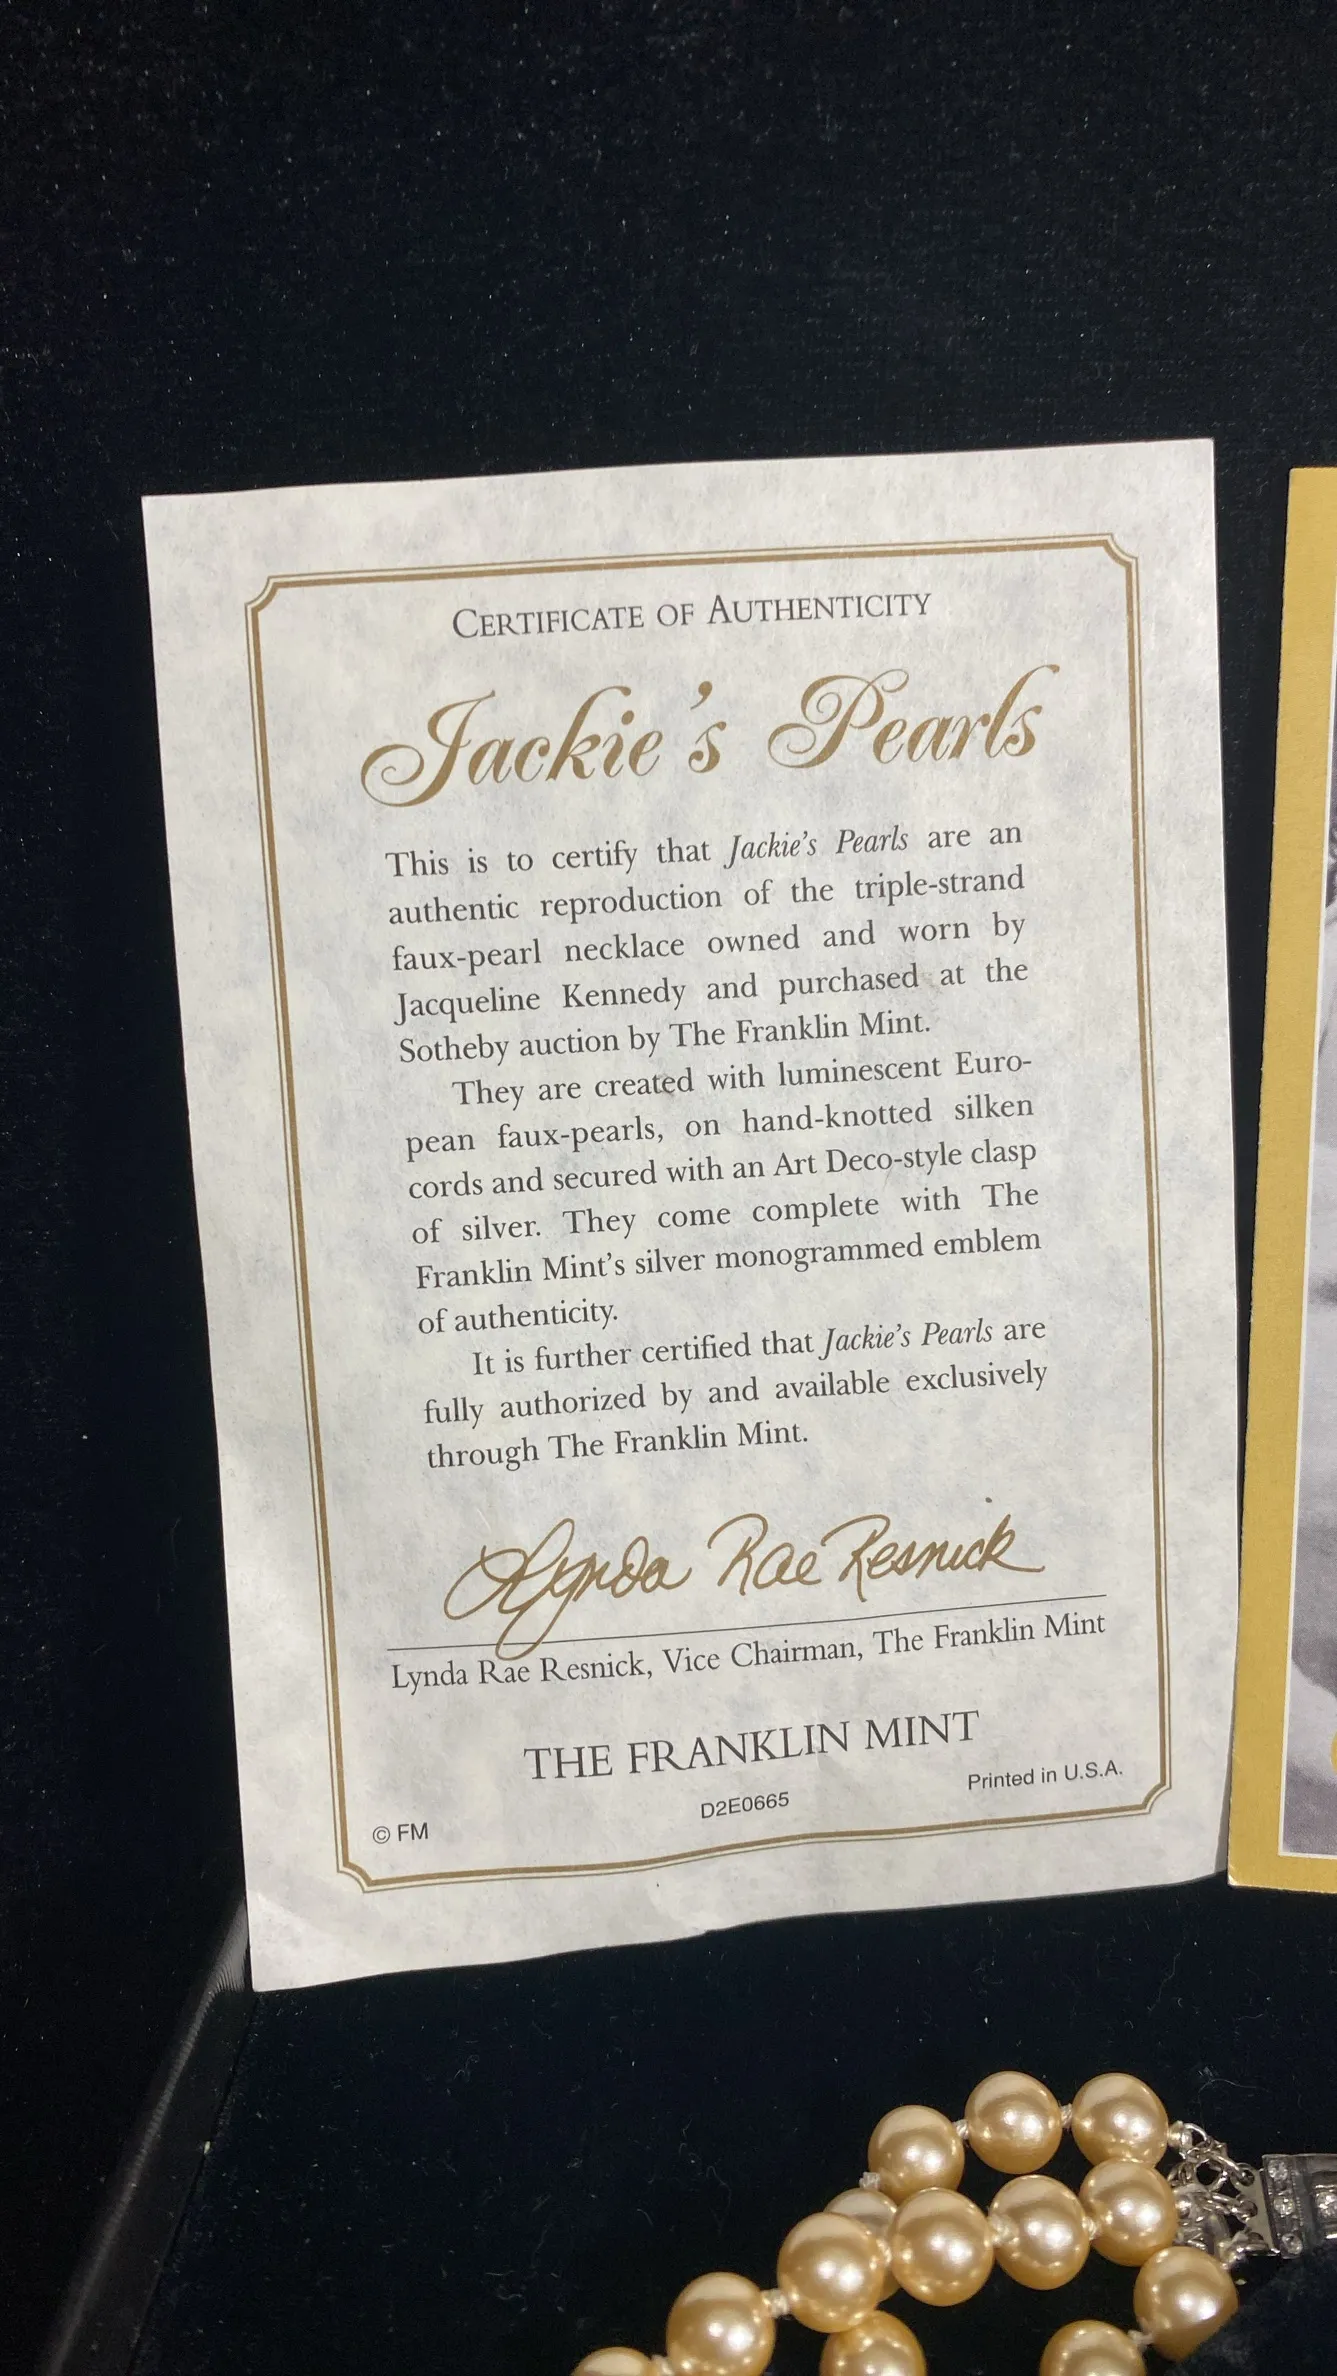 CERTIFICATE OF AUTHENTICITY
Jackie's Pearls
This is to certify that Jackie's Pearls are an
authentic reproduction of the triple-strand
faux-pearl necklace owned and worn by
Jacqueline Kennedy and purchased at the
Sotheby auction by The Franklin Mint.
They are created with luminescent Euro-
pean faux-pearls, on hand-knotted silken
cords and secured with an Art Deco-style clasp
of silver. They come complete with The
Franklin Mint's silver monogrammed emblem
of authenticity.
It is further certified that Jackie's Pearls are
fully authorized by and available exclusively
through The Franklin Mint.
Lynda Rae Resnick
Lynda Rae Resnick, Vice Chairman, The Franklin Mint
THE FRANKLIN MINT
© FM D2E0665 Printed in U.S.A.